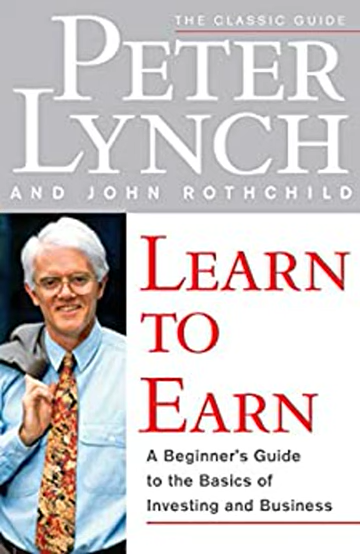 THE CLASSIC GUIDE
PETER
LYNCH
AND JOHN ROTHCHILD
LEARN
TO
EARN
A Beginner's Guide
to the Basics of
Investing and Business